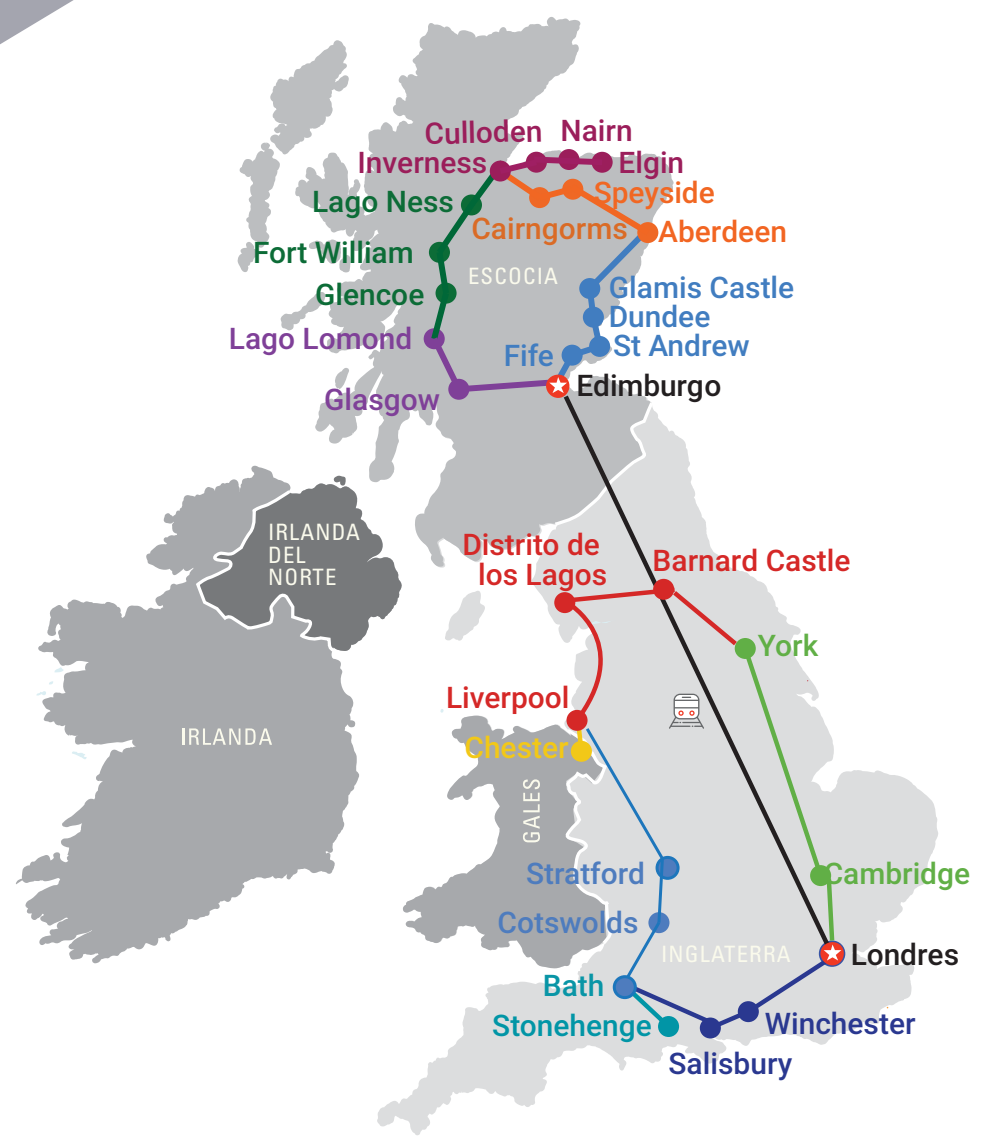 Culloden
Nairn
Inverness
Elgin
Lago Ness
Speyside
Cairngorms
Aberdeen
Fort William
ESCOCIA
Glencoe
Glamis Castle
Dundee
Lago Lomond
St Andrew
Fife
Edimburgo
Glasgow
IRLANDA
DEL
NORTE
Distrito de
los Lagos
Barnard Castle
York
Liverpool
IRLANDA
Chester
GALES
Stratford
Cambridge
Cotswolds
INGLATERRA
Londres
Bath
Stonehenge
Winchester
Salisbury